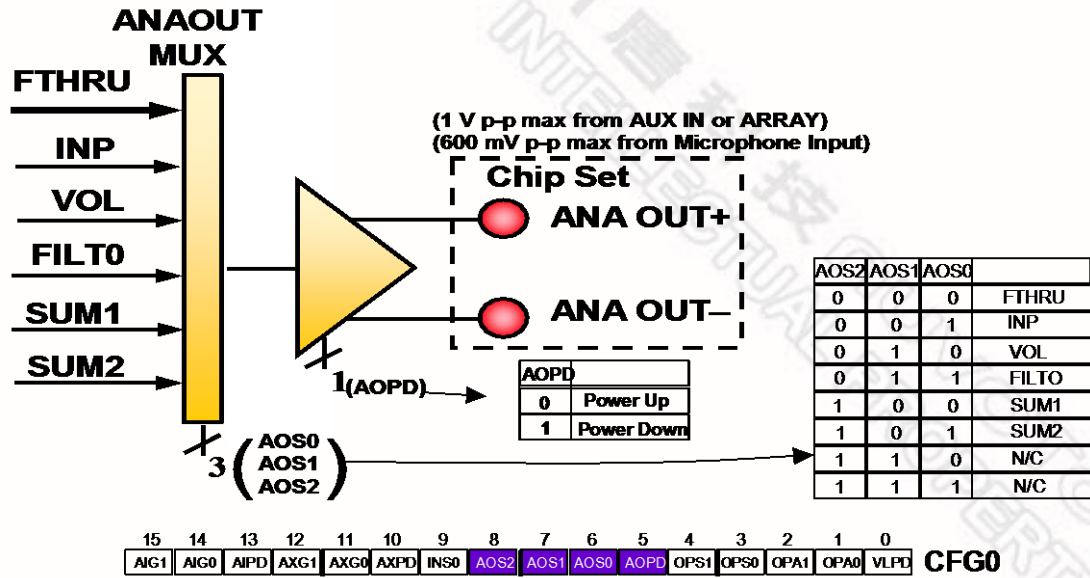 ANAOUT
MUX
FTHRU
INP
VOL
FILT0
SUM1
SUM2
(1 V p-p max from AUX IN or ARRAY)
(600 mV p-p max from Microphone Input)
Chip Set
ANA OUT+
ANA OUT–
1(AOPD)
AOPD
0 Power Up
1 Power Down
3 (AOS0
AOS1
AOS2)
AOS2 AOS1 AOS0
0 0 0 FTHRU
0 0 1 INP
0 1 0 VOL
0 1 1 FILTO
1 0 0 SUM1
1 0 1 SUM2
1 1 0 N/C
1 1 1 N/C
15 14 13 12 11 10 9 8 7 6 5 4 3 2 1 0
AIG1 AIG0 AIPD AXG1 AXG0 AXPD INS0 AOS2 AOS1 AOS0 AOPD OPS1 OPS0 OPA1 OPA0 VLPD CFG0